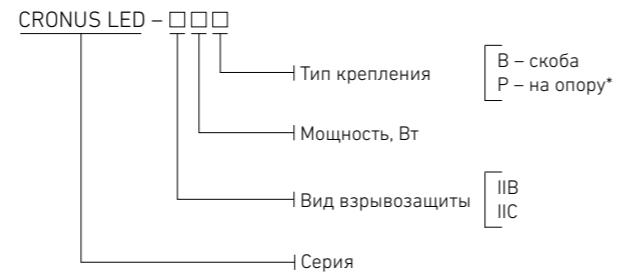 CRONUS LED – □□□
Тип крепления
B – скоба
P – на опору*
Мощность, Вт
Вид взрывозащиты
IIB
IIC
Серия